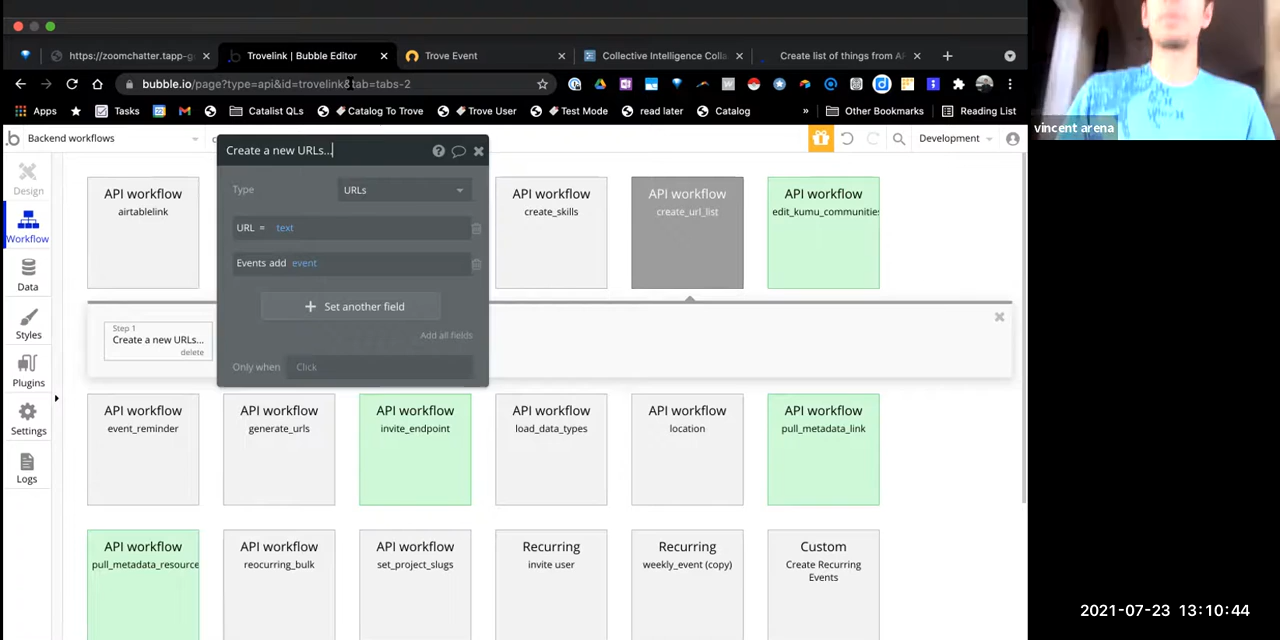 https://zoomchatter.tapp-g
Trovelink | Bubble Editor
Trove Event
Collective Intelligence Coll
Create list of things from AP
bubble.io/page?type=api&id=trovelink&tab=tabs-2
Apps
Tasks
Catalist QLs
Catalog To Trove
Trove User
Test Mode
read later
Catalog
»
Other Bookmarks
Reading List
vincent arena
Backend workflows
Development
Create a new URLs...
Type
URLs
URL = text
Events add event
Set another field
Add all fields
Only when
Click
Design
Workflow
Data
Styles
Plugins
Settings
Logs
API workflow
airtablelink
API workflow
create_skills
API workflow
create_url_list
API workflow
edit_kumu_communities
Step 1
Create a new URLs...
delete
API workflow
event_reminder
API workflow
generate_urls
API workflow
invite_endpoint
API workflow
load_data_types
API workflow
location
API workflow
pull_metadata_link
API workflow
pull_metadata_resource
API workflow
reocurring_bulk
API workflow
set_project_slugs
Recurring
invite user
Recurring
weekly_event (copy)
Custom
Create Recurring
Events
2021-07-23 13:10:44